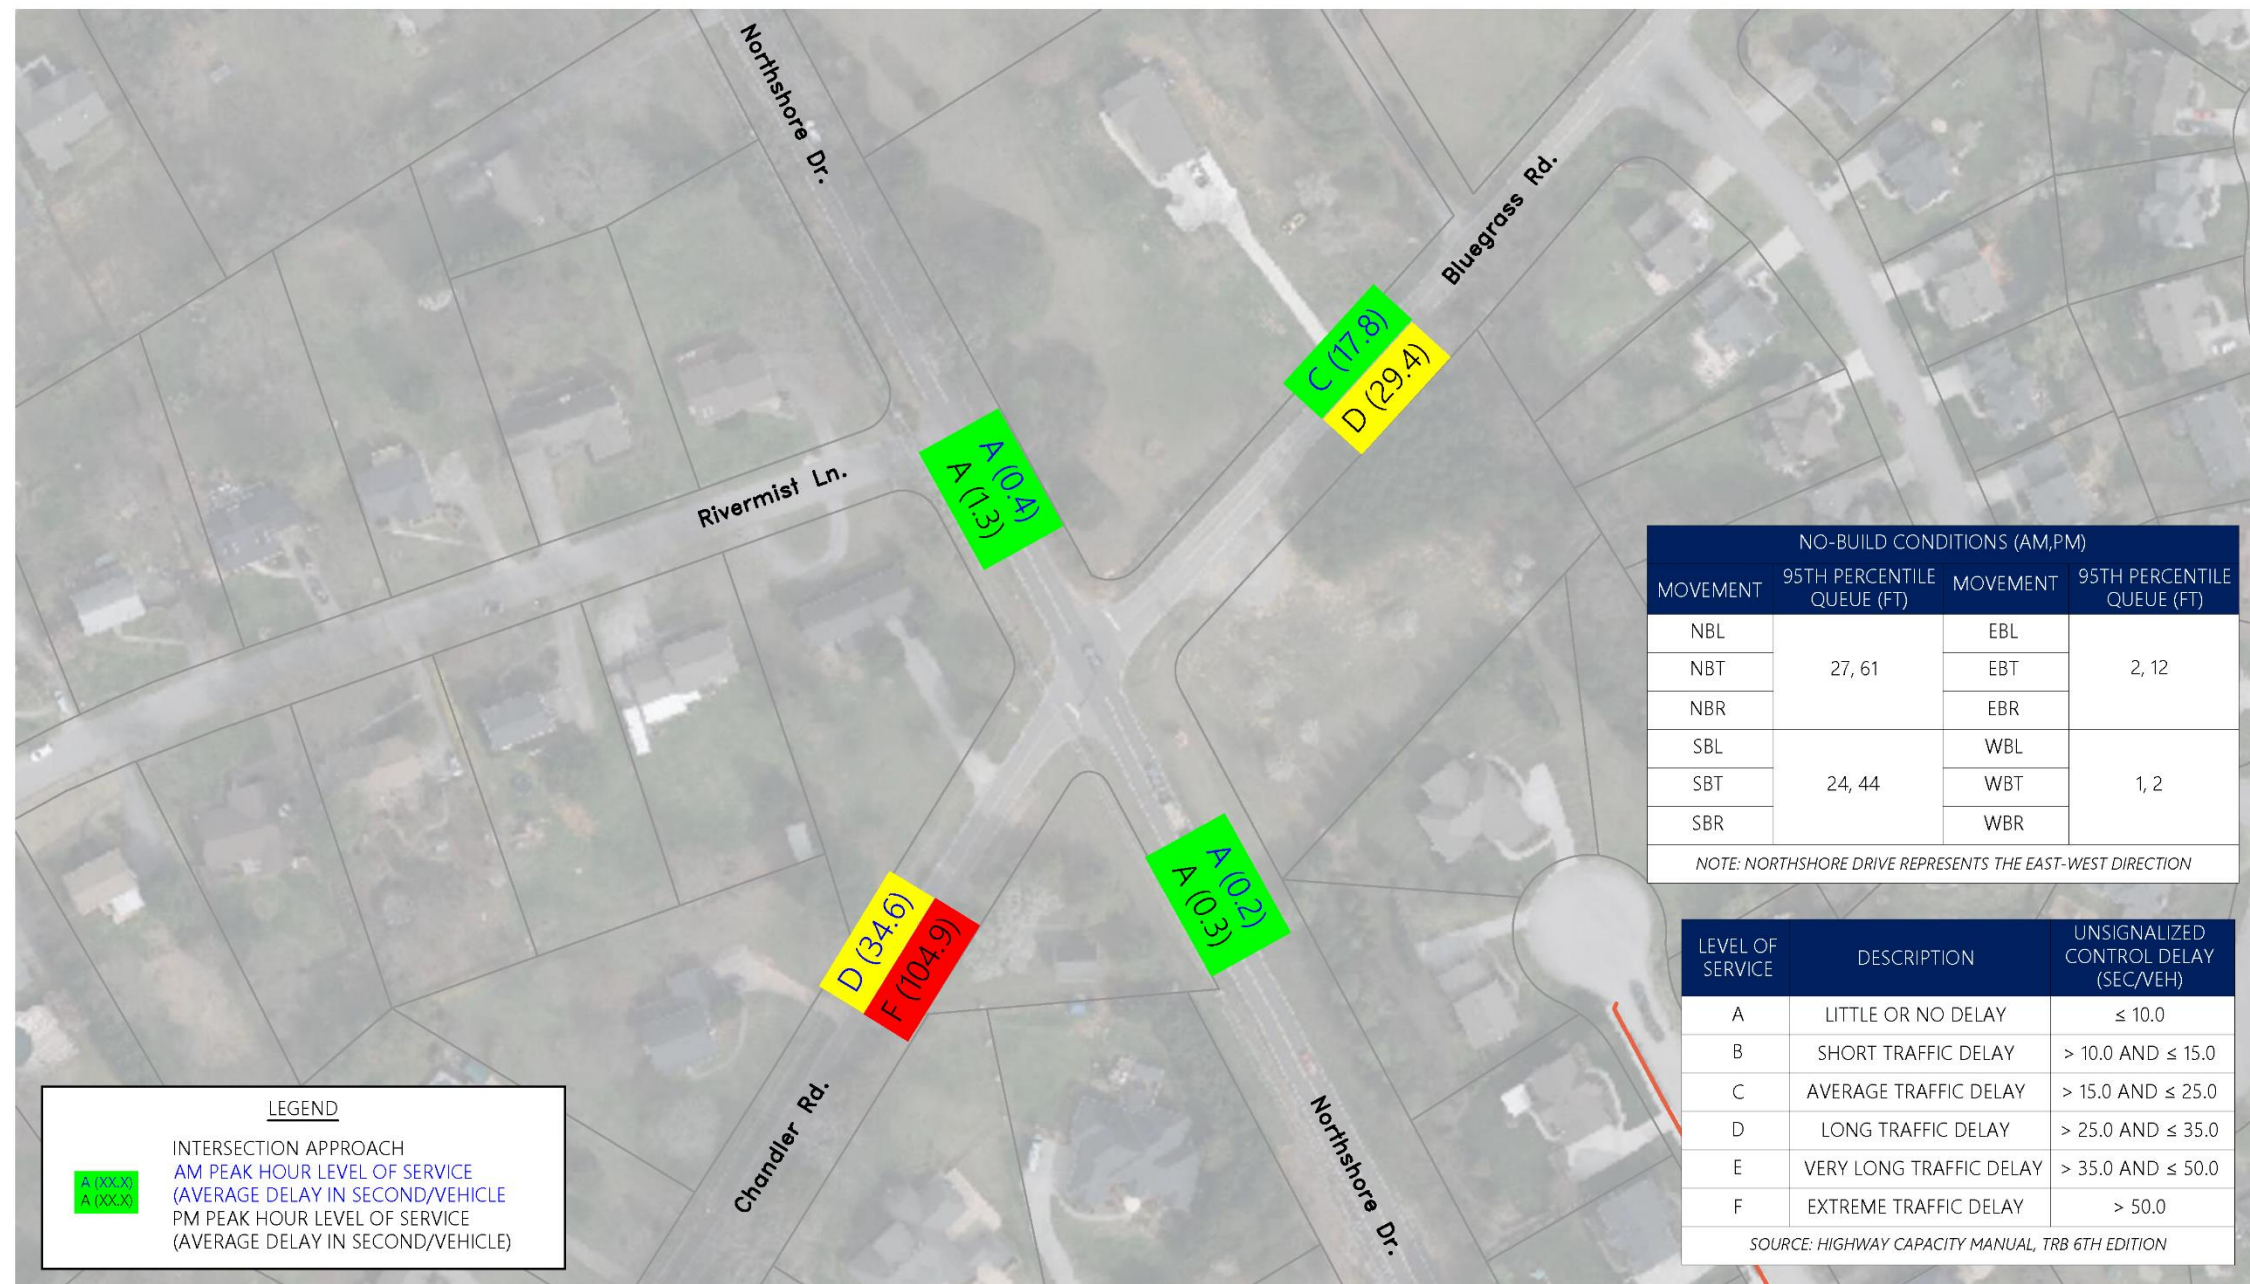 Northshore Dr.
Bluegrass Rd.
C (17.8)
D (29.4)
A (0.4)
A (1.3)
Rivermist Ln.
NO-BUILD CONDITIONS (AM,PM)
MOVEMENT 95TH PERCENTILE QUEUE (FT) MOVEMENT 95TH PERCENTILE QUEUE (FT)
NBL EBL
NBT 27, 61 EBT 2, 12
NBR EBR
SBL WBL
SBT 24, 44 WBT 1, 2
SBR WBR
NOTE: NORTHSHORE DRIVE REPRESENTS THE EAST-WEST DIRECTION
A (0.2)
A (0.3)
D (34.6)
F (104.9)
LEVEL OF SERVICE DESCRIPTION UNSIGNALIZED CONTROL DELAY (SEC/VEH)
A LITTLE OR NO DELAY ≤ 10.0
B SHORT TRAFFIC DELAY > 10.0 AND ≤ 15.0
C AVERAGE TRAFFIC DELAY > 15.0 AND ≤ 25.0
D LONG TRAFFIC DELAY > 25.0 AND ≤ 35.0
E VERY LONG TRAFFIC DELAY > 35.0 AND ≤ 50.0
F EXTREME TRAFFIC DELAY > 50.0
SOURCE: HIGHWAY CAPACITY MANUAL, TRB 6TH EDITION
Chandler Rd.
Northshore Dr.
LEGEND
INTERSECTION APPROACH
A (XX.X) AM PEAK HOUR LEVEL OF SERVICE
(AVERAGE DELAY IN SECOND/VEHICLE
A (XX.X) PM PEAK HOUR LEVEL OF SERVICE
(AVERAGE DELAY IN SECOND/VEHICLE)